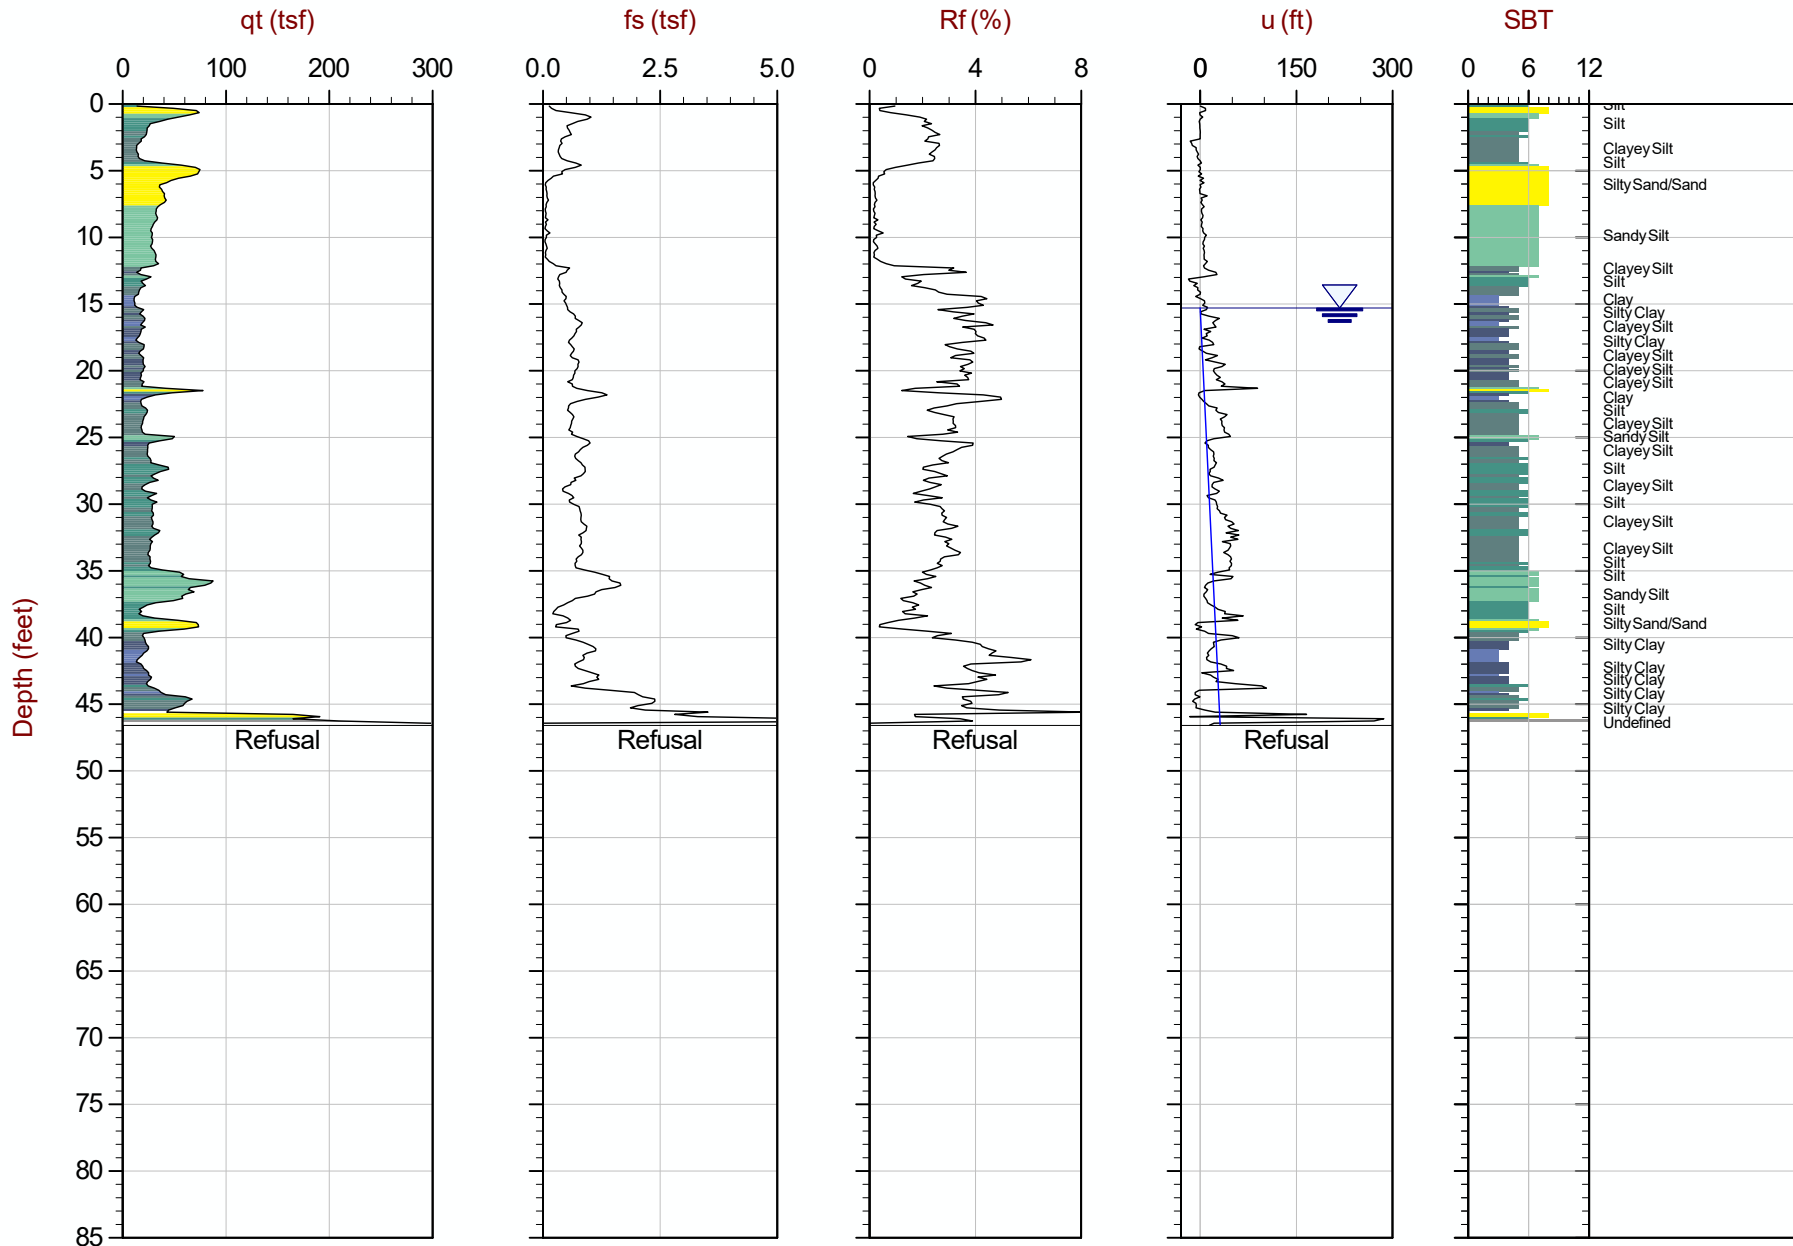 qt (tsf) fs (tsf) Rf (%) u (ft) SBT
0 100 200 300 0.0 2.5 5.0 0 4 8 0 150 300 0 6 12
0
5
10
15
20
25
30
35
40
45
50
55
60
65
70
75
80
85
Depth (feet)
Silt
Silt
Clayey Silt
Silt
Silty Sand/Sand
Sandy Silt
Clayey Silt
Silt
Clay
Silty Clay
Clayey Silt
Silty Clay
Clayey Silt
Clayey Silt
Clayey Silt
Clay
Silt
Clayey Silt
Sandy Silt
Clayey Silt
Silt
Clayey Silt
Silt
Clayey Silt
Clayey Silt
Silt
Silt
Sandy Silt
Silt
Silty Sand/Sand
Silty Clay
Silty Clay
Silty Clay
Silty Clay
Silty Clay
Undefined
Refusal Refusal Refusal Refusal